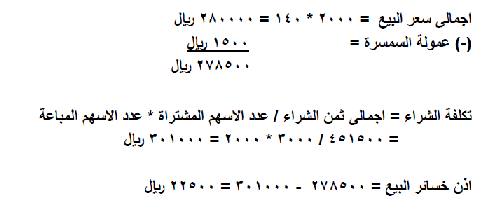 اجمالى سعر البيع = ٢٠٠٠ * ١٤٠ = ٢٨٠٠٠٠ ريال
(-) عمولة السمسرة = ١٥٠٠ ريال
٢٧٨٥٠٠ ريال
تكلفة الشراء = اجمالى ثمن الشراء / عدد الاسهم المشتراة * عدد الاسهم المباعة
= ٤٥١٥٠٠ / ٣٠٠٠ * ٢٠٠٠ = ٣٠١٠٠٠ ريال
اذن خسائر البيع = ٢٧٨٥٠٠ - ٣٠١٠٠٠ = ٢٢٥٠٠ ريال